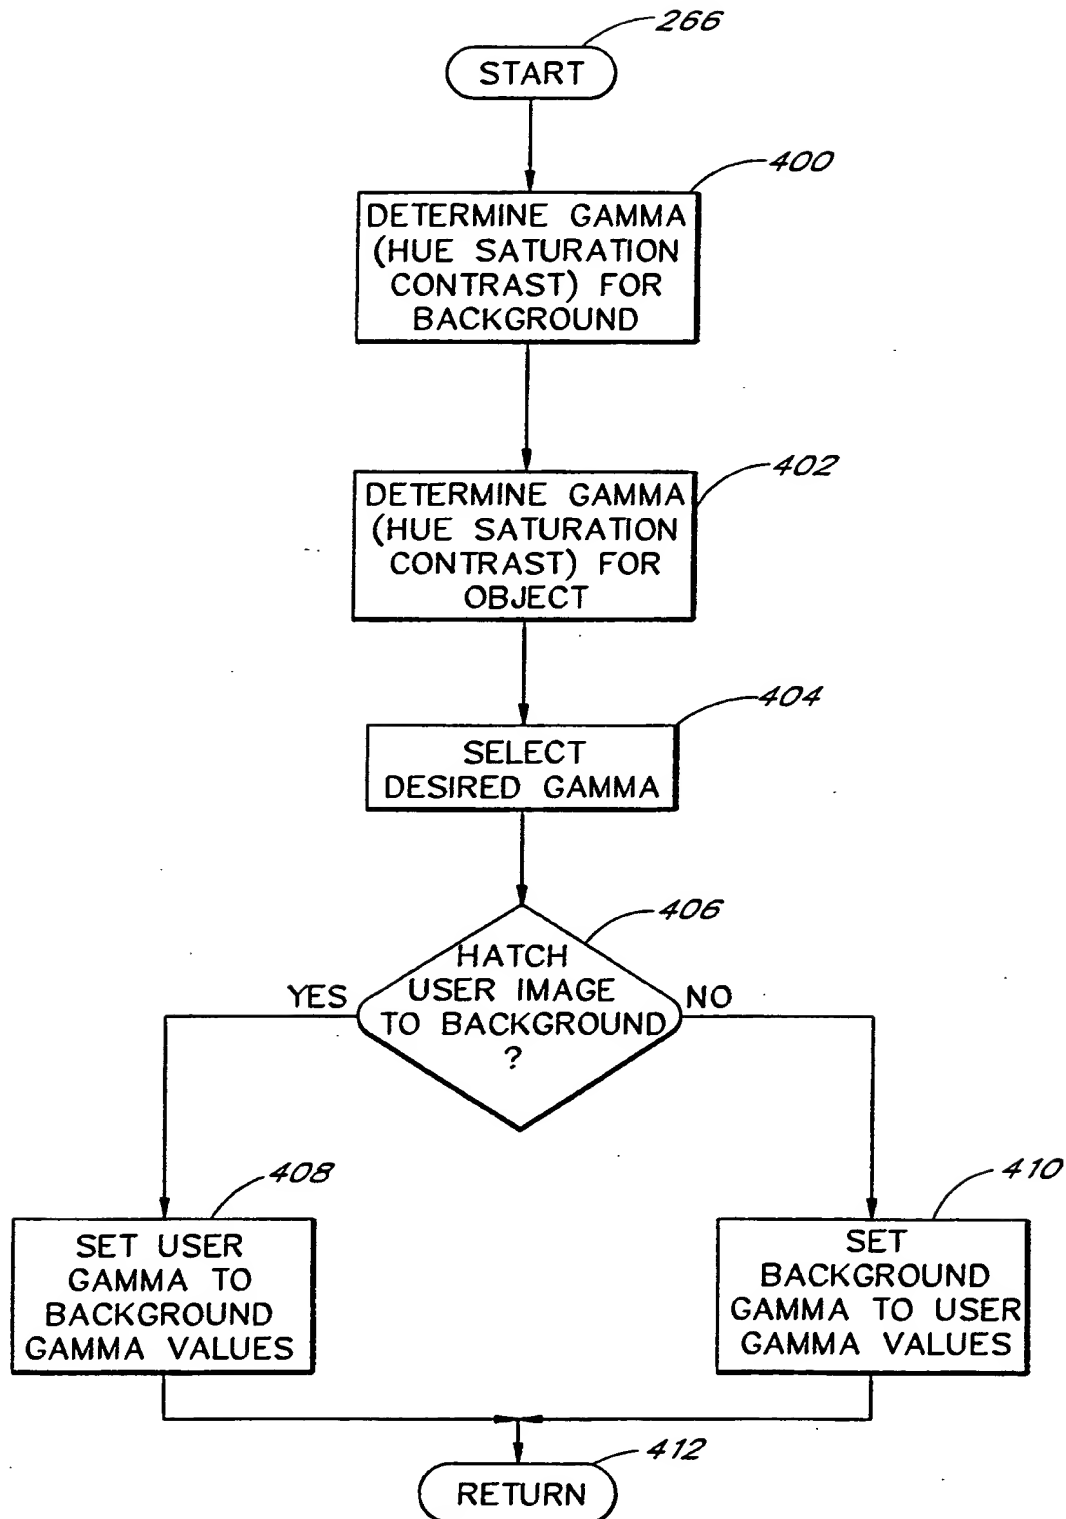 266
START
400
DETERMINE GAMMA
(HUE SATURATION
CONTRAST) FOR
BACKGROUND
402
DETERMINE GAMMA
(HUE SATURATION
CONTRAST) FOR
OBJECT
404
SELECT
DESIRED GAMMA
406
HATCH
USER IMAGE
TO BACKGROUND
?
YES
NO
408
SET USER
GAMMA TO
BACKGROUND
GAMMA VALUES
410
SET
BACKGROUND
GAMMA TO USER
GAMMA VALUES
412
RETURN